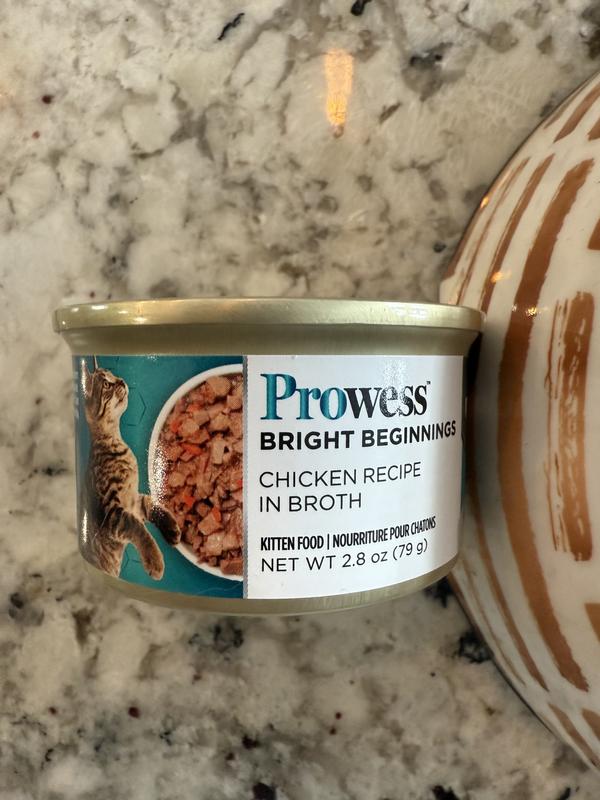 Prowess™
BRIGHT BEGINNINGS
CHICKEN RECIPE
IN BROTH
KITTEN FOOD | NOURRITURE POUR CHATONS
NET WT 2.8 oz (79 g)